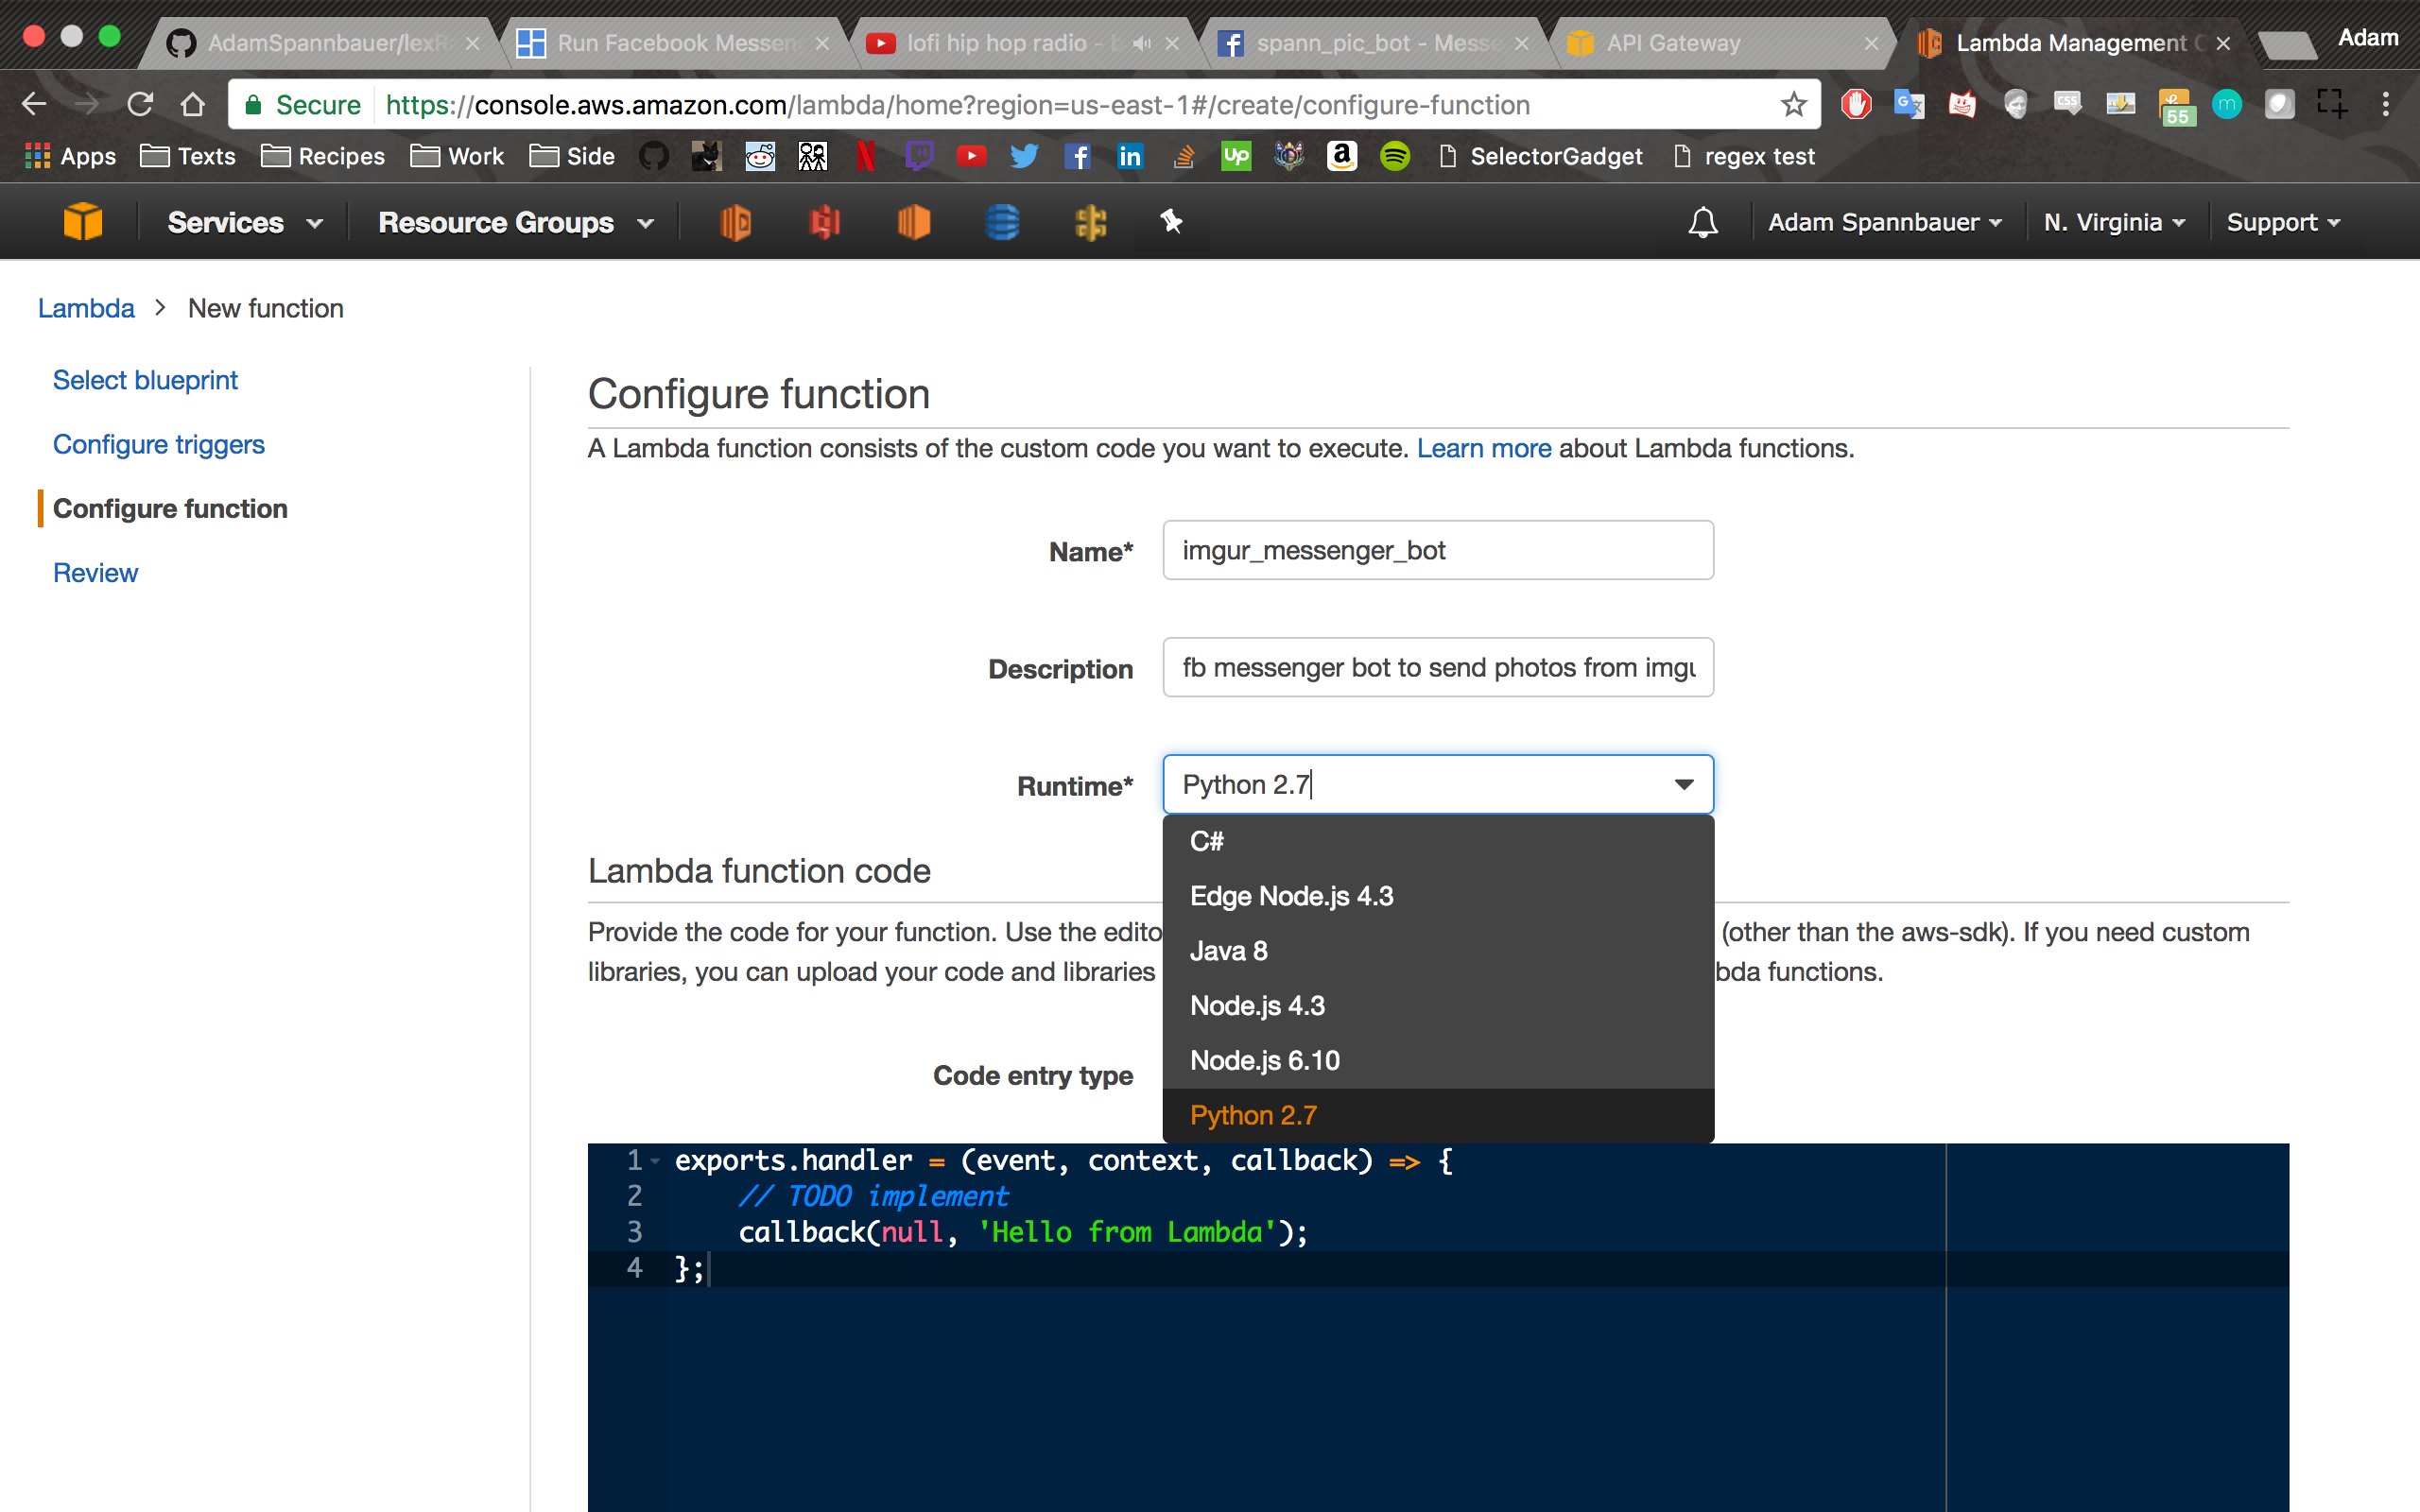 AdamSpannbauer/lexR
Run Facebook Messen
lofi hip hop radio - b
spann_pic_bot - Messe
API Gateway
Lambda Management C
Adam
Secure https://console.aws.amazon.com/lambda/home?region=us-east-1#/create/configure-function
55
Apps Texts Recipes Work Side SelectorGadget regex test
Services Resource Groups Adam Spannbauer N. Virginia Support
Lambda > New function
Select blueprint
Configure triggers
Configure function
Review
Configure function
A Lambda function consists of the custom code you want to execute. Learn more about Lambda functions.
Name* imgur_messenger_bot
Description fb messenger bot to send photos from imgu
Runtime* Python 2.7
C#
Edge Node.js 4.3
Java 8
Node.js 4.3
Node.js 6.10
Python 2.7
Lambda function code
Provide the code for your function. Use the edito (other than the aws-sdk). If you need custom
libraries, you can upload your code and libraries bda functions.
Code entry type
1 exports.handler = (event, context, callback) => {
2 // TODO implement
3 callback(null, 'Hello from Lambda');
4 };